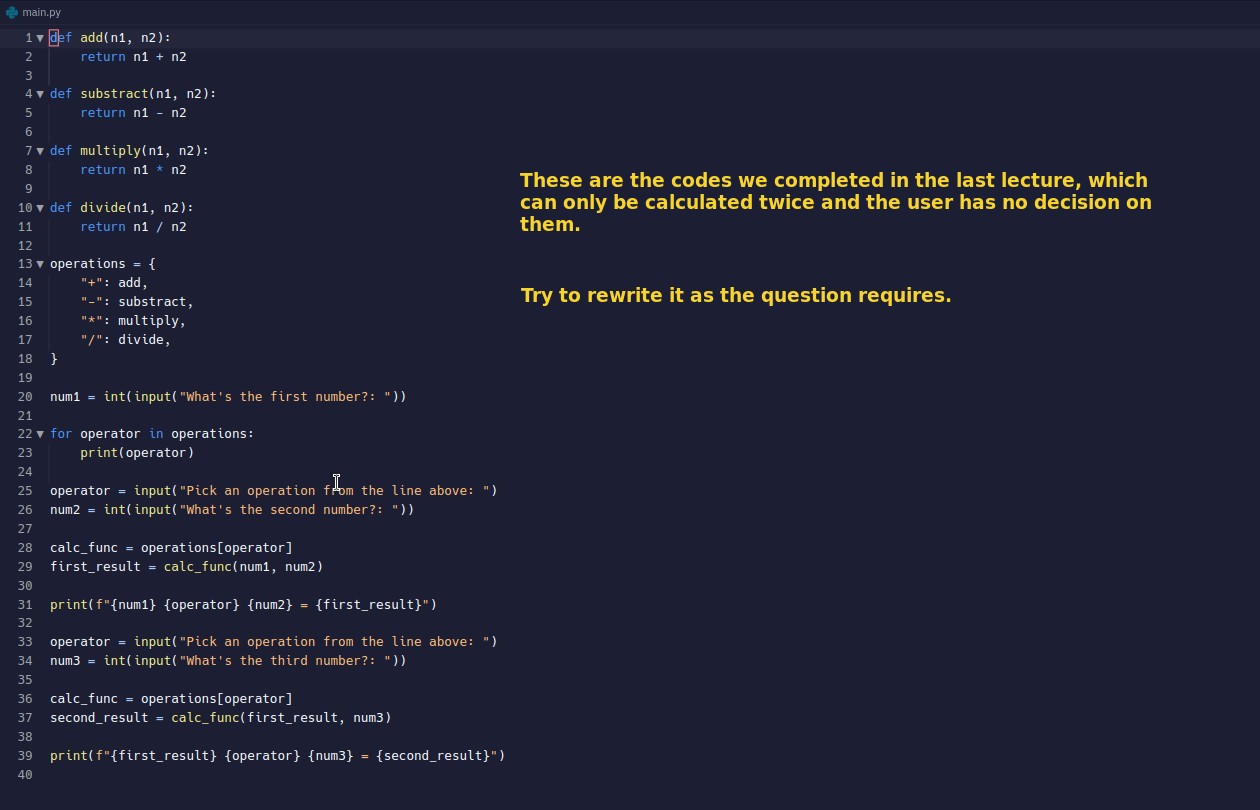 main.py
1 def add(n1, n2):
2 return n1 + n2
3
4 def substract(n1, n2):
5 return n1 - n2
6
7 def multiply(n1, n2):
8 return n1 * n2
9
10 def divide(n1, n2):
11 return n1 / n2
12
13 operations = {
14 "+": add,
15 "-": substract,
16 "*": multiply,
17 "/": divide,
18 }
19
20 num1 = int(input("What's the first number?: "))
21
22 for operator in operations:
23 print(operator)
24
25 operator = input("Pick an operation from the line above: ")
26 num2 = int(input("What's the second number?: "))
27
28 calc_func = operations[operator]
29 first_result = calc_func(num1, num2)
30
31 print(f"{num1} {operator} {num2} = {first_result}")
32
33 operator = input("Pick an operation from the line above: ")
34 num3 = int(input("What's the third number?: "))
35
36 calc_func = operations[operator]
37 second_result = calc_func(first_result, num3)
38
39 print(f"{first_result} {operator} {num3} = {second_result}")
40
These are the codes we completed in the last lecture, which
can only be calculated twice and the user has no decision on
them.
Try to rewrite it as the question requires.